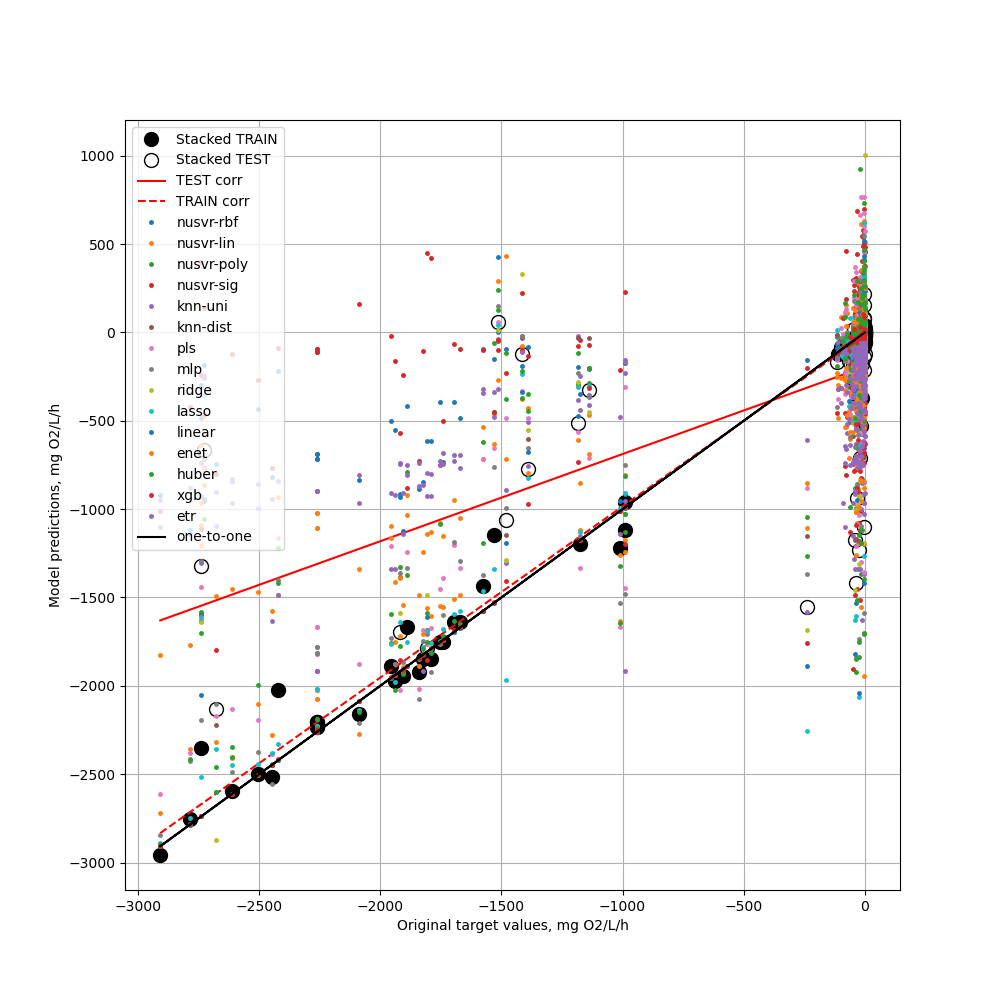 1000
500
0
−500
−1000
−1500
−2000
−2500
−3000
Model predictions, mg O2/L/h
Stacked TRAIN
Stacked TEST
TEST corr
TRAIN corr
nusvr-rbf
nusvr-lin
nusvr-poly
nusvr-sig
knn-uni
knn-dist
pls
mlp
ridge
lasso
linear
enet
huber
xgb
etr
one-to-one
−3000 −2500 −2000 −1500 −1000 −500 0
Original target values, mg O2/L/h